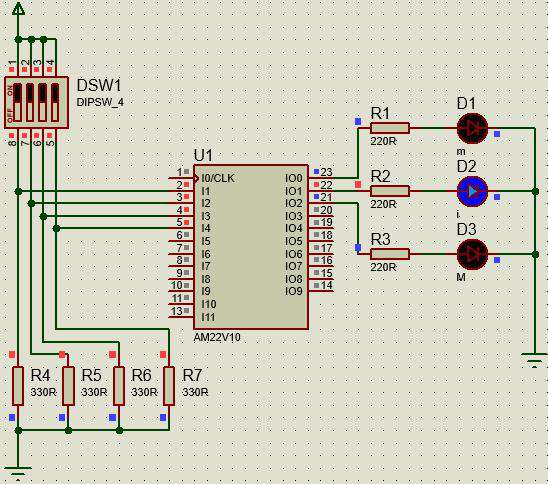 1 2 3 4
DSW1
DIPSW_4
ON
OFF
8 7 6 5
R1
220R
D1
m
R2
220R
D2
i
R3
220R
D3
M
U1
1 I0/CLK IO0 23
2 I1 IO1 22
3 I2 IO2 21
4 I3 IO3 20
5 I4 IO4 19
6 I5 IO5 18
7 I6 IO6 17
8 I7 IO7 16
9 I8 IO8 15
10 I9 IO9 14
11 I10
13 I11
AM22V10
R4
330R
R5
330R
R6
330R
R7
330R